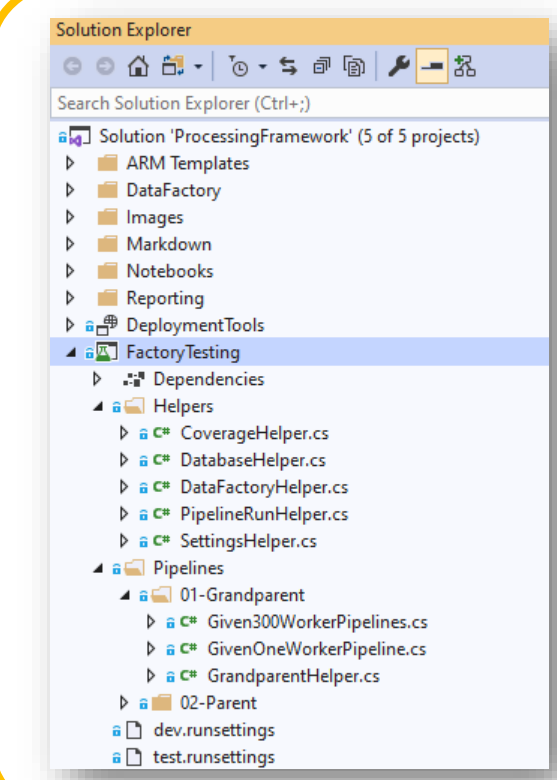 Solution Explorer
Search Solution Explorer (Ctrl+;)
Solution 'ProcessingFramework' (5 of 5 projects)
ARM Templates
DataFactory
Images
Markdown
Notebooks
Reporting
DeploymentTools
FactoryTesting
Dependencies
Helpers
C# CoverageHelper.cs
C# DatabaseHelper.cs
C# DataFactoryHelper.cs
C# PipelineRunHelper.cs
C# SettingsHelper.cs
Pipelines
01-Grandparent
C# Given300WorkerPipelines.cs
C# GivenOneWorkerPipeline.cs
C# GrandparentHelper.cs
02-Parent
dev.runsettings
test.runsettings